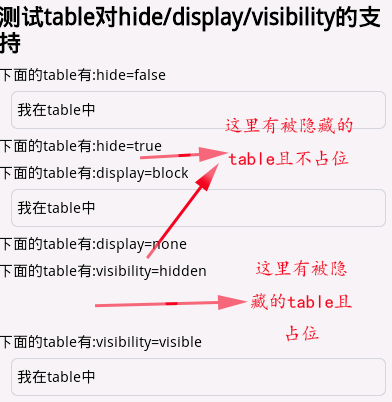 测试table对hide/display/visibility的支
持
下面的table有:hide=false
我在table中
这里有被隐藏的
下面的table有:hide=true
table且不占位
下面的table有:display=block
我在table中
下面的table有:display=none
下面的table有:visibility=hidden
这里有被隐
藏的table且
占位
下面的table有:visibility=visible
我在table中